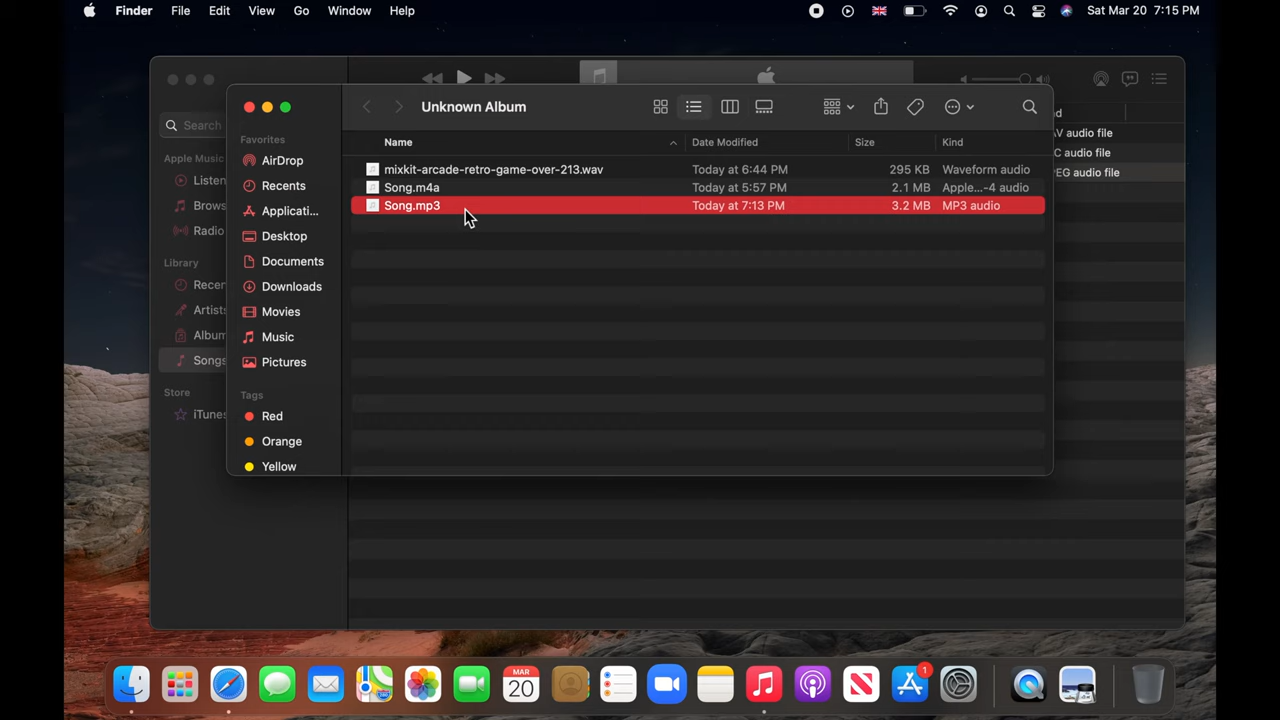 Finder File Edit View Go Window Help Sat Mar 20 7:15 PM
Unknown Album
Search
Favorites
Name Date Modified Size Kind
AirDrop
Recents
Applicati...
Desktop
Documents
Downloads
Movies
Music
Pictures
Tags
Red
Orange
Yellow
mixkit-arcade-retro-game-over-213.wav Today at 6:44 PM 295 KB Waveform audio
Song.m4a Today at 5:57 PM 2.1 MB Apple...-4 audio
Song.mp3 Today at 7:13 PM 3.2 MB MP3 audio
Apple Music
Listen
Brows
Radio
Library
Recen
Artists
Album
Songs
Store
iTunes
d
V audio file
C audio file
EG audio file
MAR
20
1